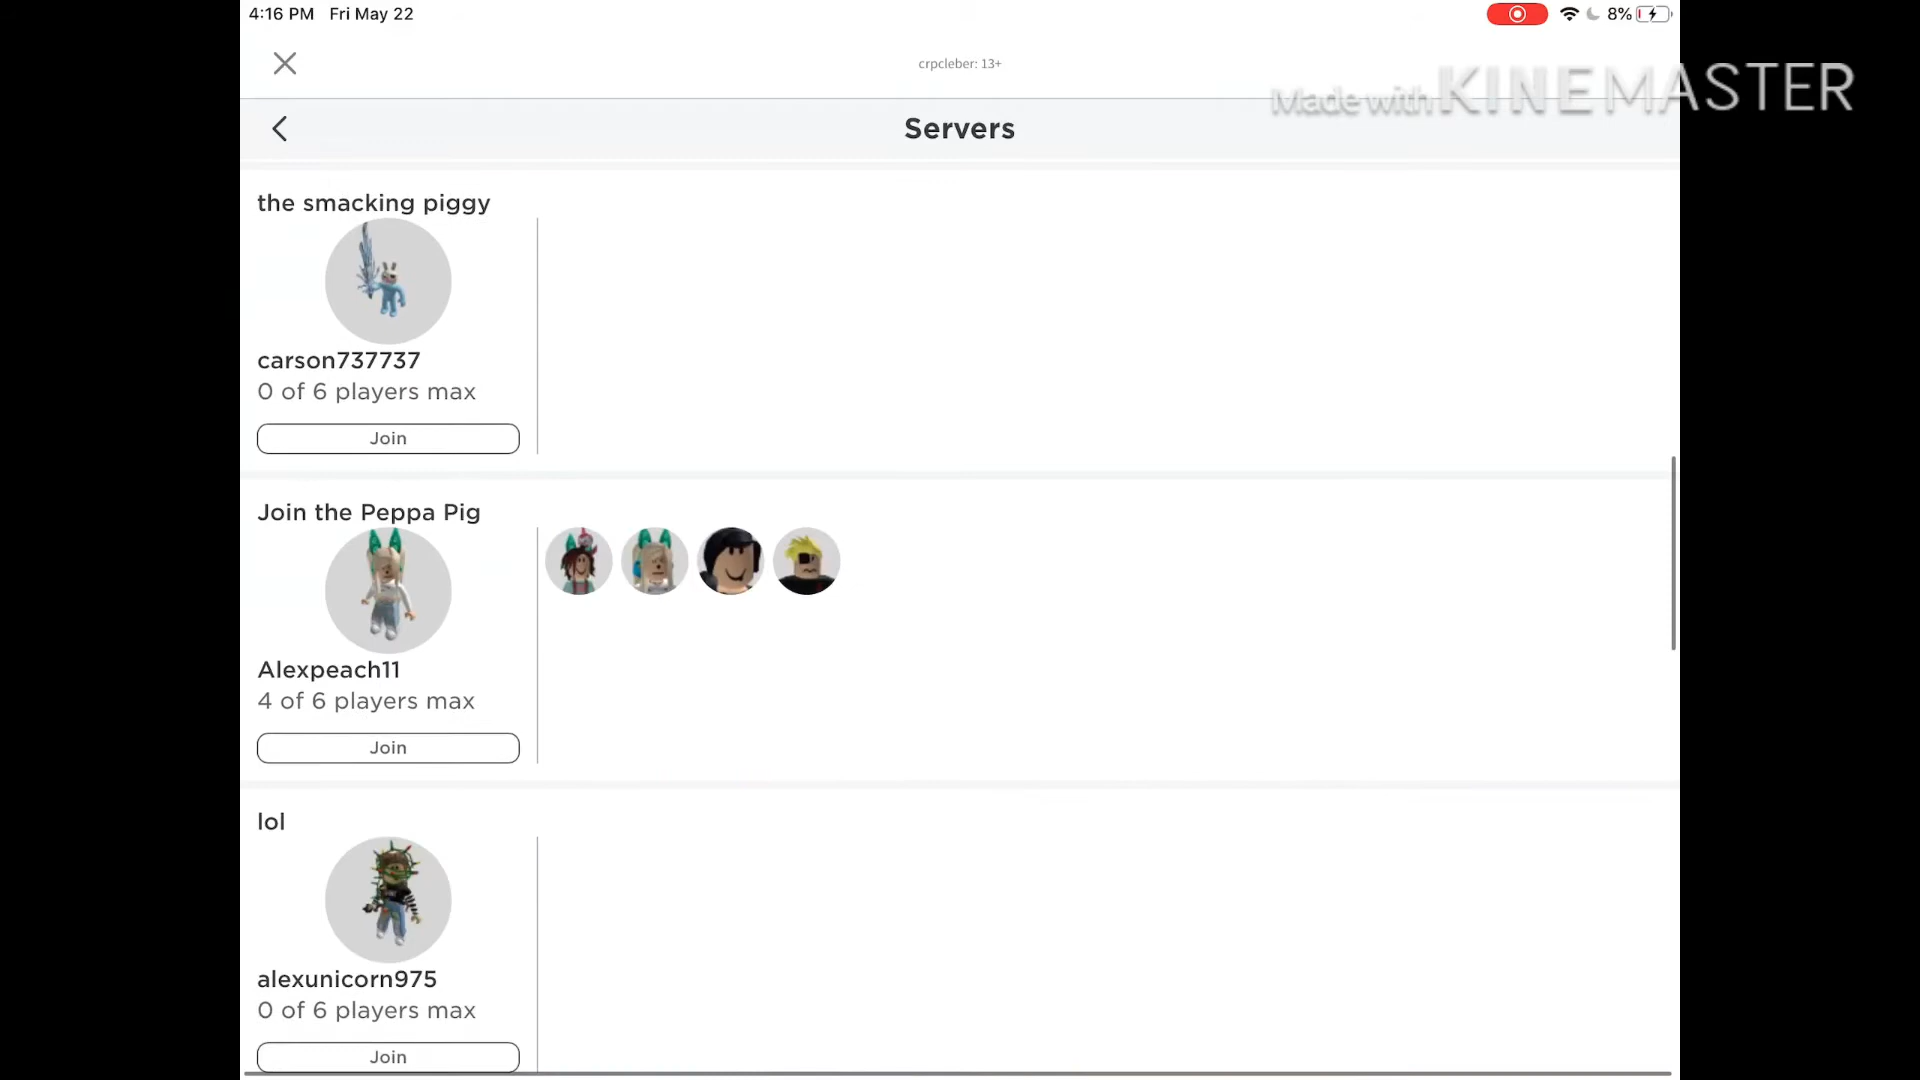 4:16 PM Fri May 22
8%
crpcleber: 13+
Made with KINEMASTER
Servers
the smacking piggy
carson737737
0 of 6 players max
Join
Join the Peppa Pig
Alexpeach11
4 of 6 players max
Join
lol
alexunicorn975
0 of 6 players max
Join